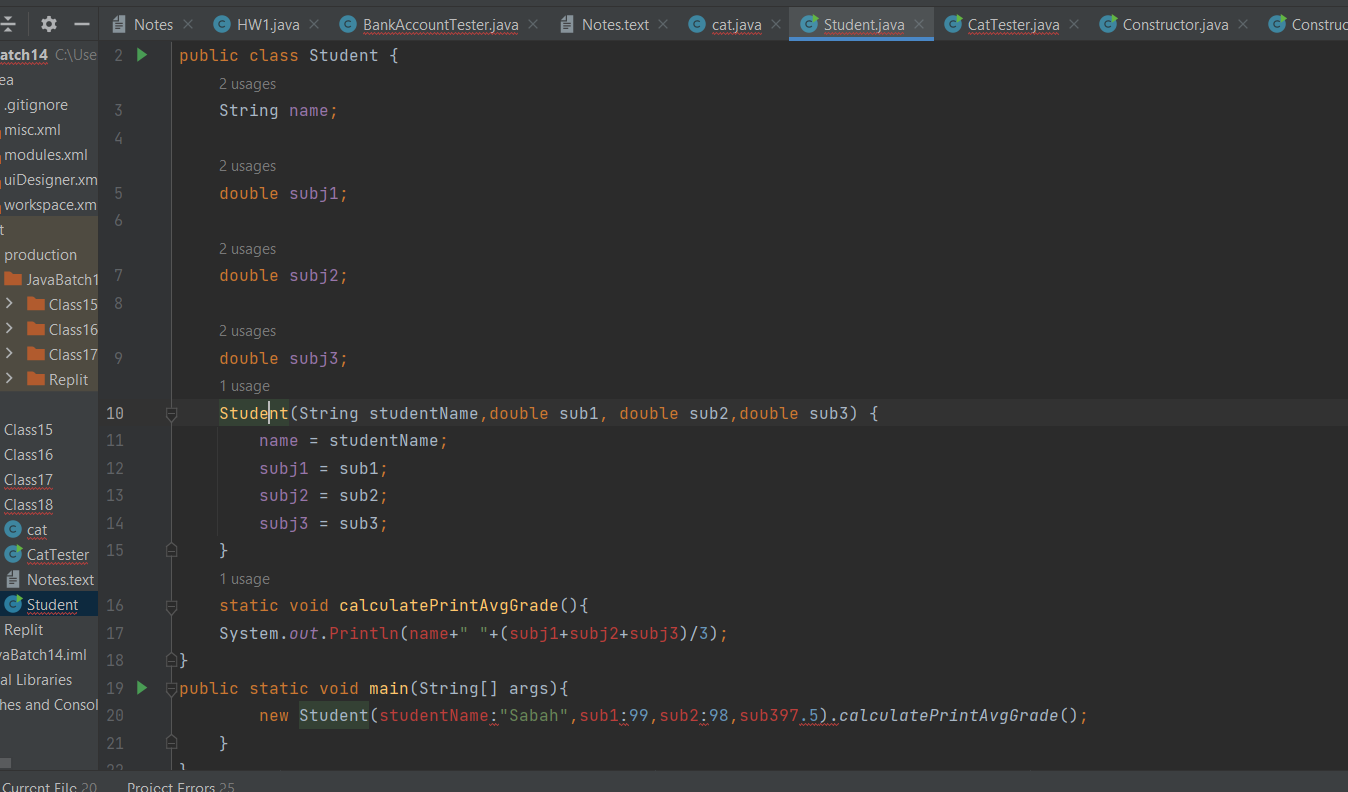 Notes HW1.java BankAccountTester.java Notes.text cat.java Student.java CatTester.java Constructor.java Construc
atch14 C:\Use
ea
.gitignore
misc.xml
modules.xml
uiDesigner.xm
workspace.xm
t
production
JavaBatch1
Class15
Class16
Class17
Replit
Class15
Class16
Class17
Class18
cat
CatTester
Notes.text
Student
Replit
vaBatch14.iml
al Libraries
hes and Consol
2 public class Student {
2 usages
3 String name;
4
2 usages
5 double subj1;
6
2 usages
7 double subj2;
8
2 usages
9 double subj3;
1 usage
10 Student(String studentName,double sub1, double sub2,double sub3) {
11 name = studentName;
12 subj1 = sub1;
13 subj2 = sub2;
14 subj3 = sub3;
15 }
1 usage
16 static void calculatePrintAvgGrade(){
17 System.out.Println(name+" "+(subj1+subj2+subj3)/3);
18 }
19 public static void main(String[] args){
20 new Student(studentName:"Sabah",sub1:99,sub2:98,sub397.5).calculatePrintAvgGrade();
21 }
22 }
Current File 20 Project Errors 25